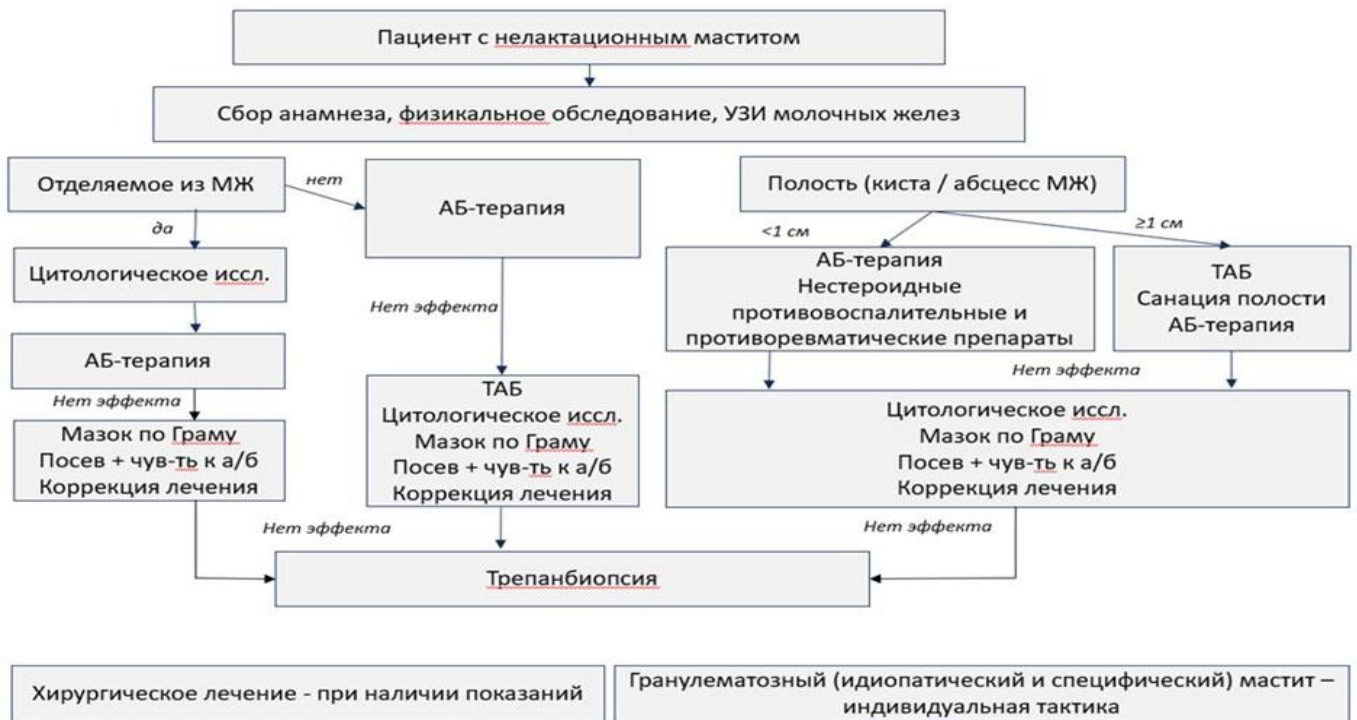 Пациент с нелактационным маститом
Сбор анамнеза, физикальное обследование, УЗИ молочных желез
Отделяемое из МЖ
нет
АБ-терапия
Полость (киста / абсцесс МЖ)
да
<1 см
≥1 см
Цитологическое иссл.
АБ-терапия
Нестероидные
противовоспалительные и
противоревматические препараты
ТАБ
Санация полости
АБ-терапия
Нет эффекта
АБ-терапия
Нет эффекта
Нет эффекта
Мазок по Граму
Посев + чув-ть к а/б
Коррекция лечения
ТАБ
Цитологическое иссл.
Мазок по Граму
Посев + чув-ть к а/б
Коррекция лечения
Цитологическое иссл.
Мазок по Граму
Посев + чув-ть к а/б
Коррекция лечения
Нет эффекта
Нет эффекта
Трепанбиопсия
Хирургическое лечение - при наличии показаний
Гранулематозный (идиопатический и специфический) мастит –
индивидуальная тактика